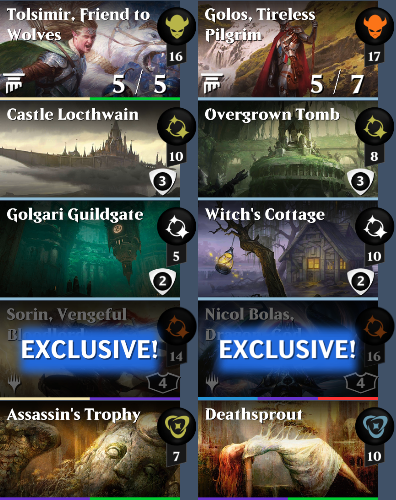 Tolsimir, Friend to
Wolves
16
5 / 5
Golos, Tireless
Pilgrim
17
5 / 7
Castle Locthwain
10
3
Overgrown Tomb
8
3
Golgari Guildgate
5
2
Witch's Cottage
10
2
Sorin, Vengeful
EXCLUSIVE!
14
4
Nicol Bolas,
EXCLUSIVE!
16
4
Assassin's Trophy
7
Deathsprout
10